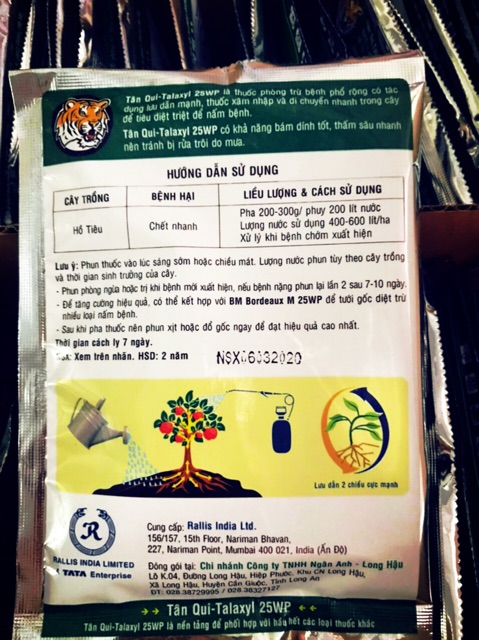 Tân Qui-Talaxyl 25WP là thuốc phòng trừ bệnh phổ rộng có tác
dụng lưu dẫn mạnh, thuốc xâm nhập và di chuyển nhanh trong cây
để tiêu diệt triệt để nấm bệnh.
Tân Qui-Talaxyl 25WP có khả năng bám dính tốt, thấm sâu nhanh
nên tránh bị rửa trôi do mưa.
HƯỚNG DẪN SỬ DỤNG
CÂY TRỒNG BỆNH HẠI LIỀU LƯỢNG & CÁCH SỬ DỤNG
Hồ Tiêu Chết nhanh Pha 200-300g/ phuy 200 lít nước
Lượng nước sử dụng 400-600 lít/ha
Xử lý khi bệnh chớm xuất hiện
Lưu ý: Phun thuốc vào lúc sáng sớm hoặc chiều mát. Lượng nước phun tùy theo cây trồng
và thời gian sinh trưởng của cây.
- Phun phòng ngừa hoặc trị khi bệnh mới xuất hiện, nếu bệnh nặng phun lại lần 2 sau 7-10 ngày.
- Để tăng cường hiệu quả, có thể kết hợp với BM Bordeaux M 25WP để tưới gốc diệt trừ
nhiều loại nấm bệnh.
- Sau khi pha thuốc nên phun xịt hoặc đổ gốc ngay để đạt hiệu quả cao nhất.
Thời gian cách ly 7 ngày.
NSX: Xem trên nhãn. HSD: 2 năm NSX06032020
Lưu dẫn 2 chiều cực mạnh
R
RALLIS INDIA LIMITED
A TATA Enterprise
Cung cấp: Rallis India Ltd.
156/157, 15th Floor, Nariman Bhavan,
227, Nariman Point, Mumbai 400 021, India (Ấn Độ)
Đóng gói tại: Chi nhánh Công ty TNHH Ngân Anh - Long Hậu
Lô K.04, Đường Long Hậu, Hiệp Phước, Khu CN Long Hậu,
Xã Long Hậu, Huyện Cần Giuộc, Tỉnh Long An
ĐT: 028.38729995 / 028.38327127
Tân Qui-Talaxyl 25WP
Tân Qui-Talaxyl 25WP là nền tảng để phối hợp với hầu hết các loại thuốc khác